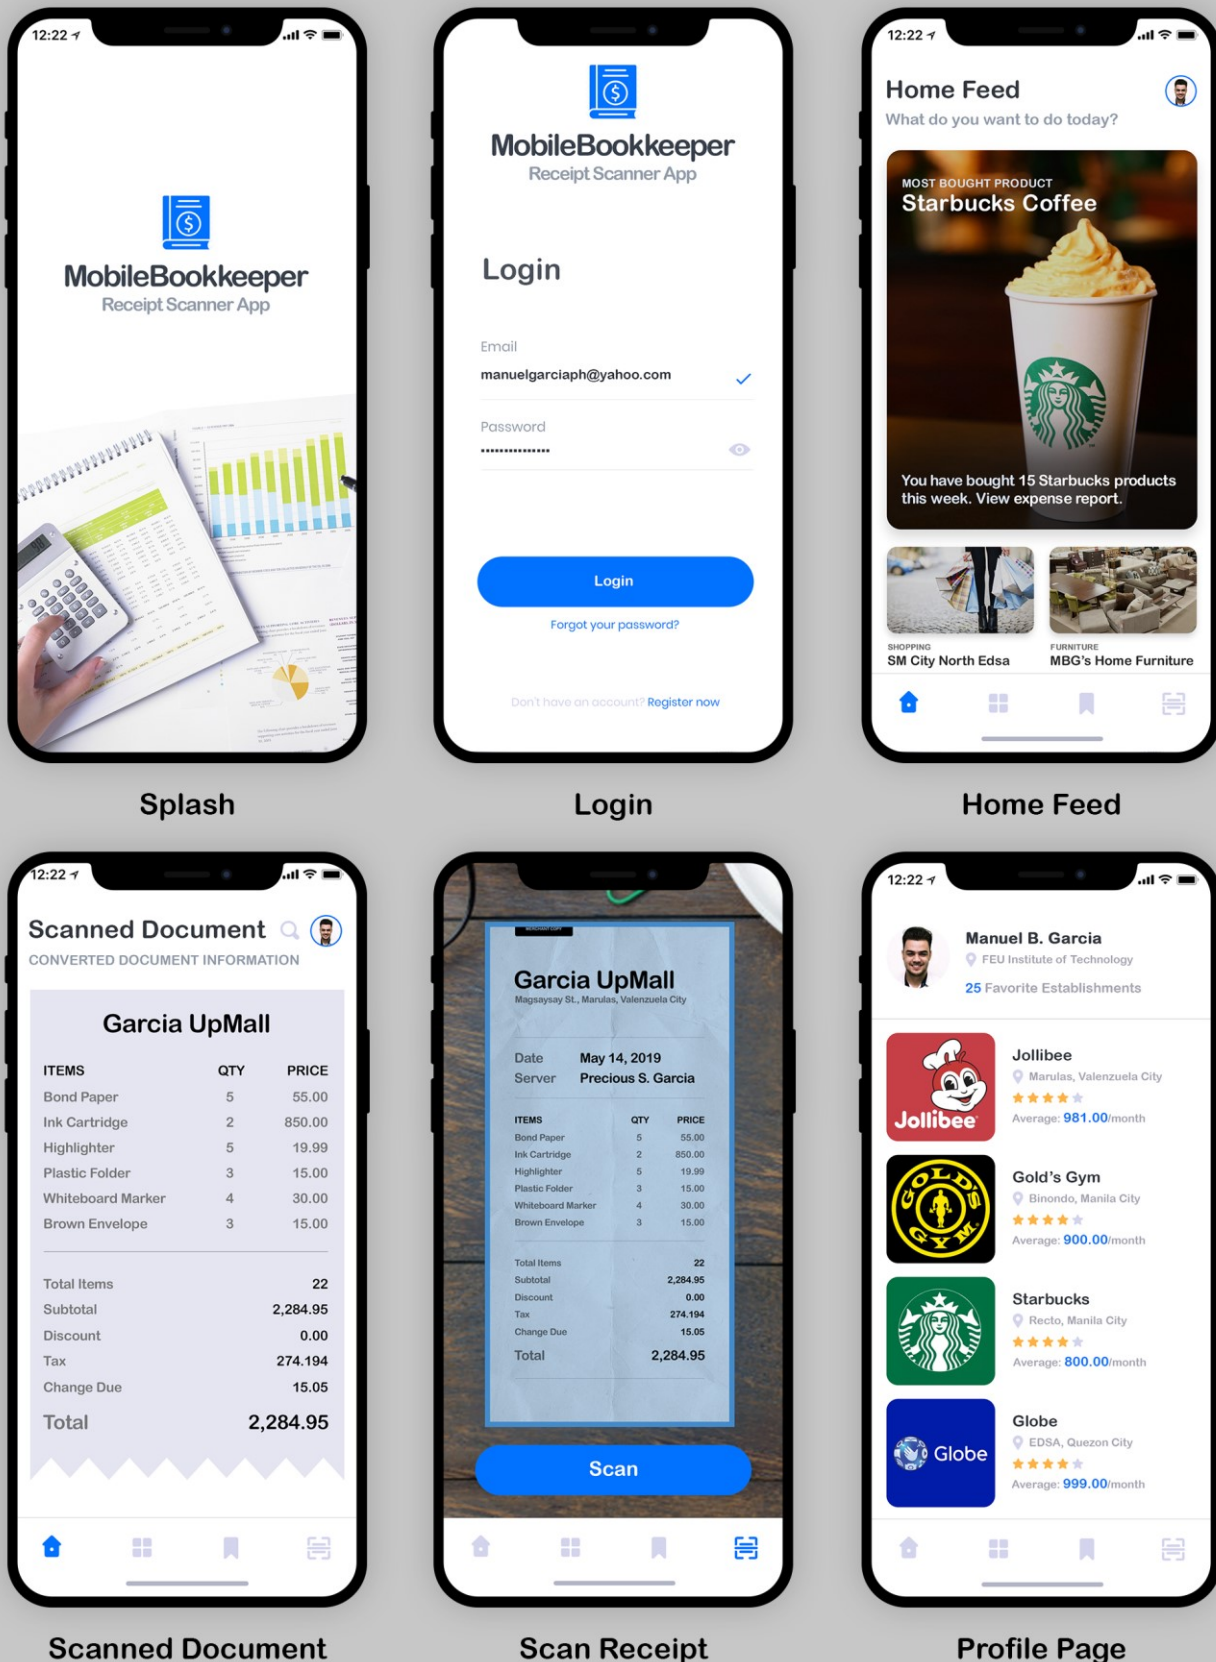 12:22
MobileBookkeeper
Receipt Scanner App
Splash
MobileBookkeeper
Receipt Scanner App
Login
Email
manuelgarciaph@yahoo.com
Password
Login
Forgot your password?
Don't have an account? Register now
Login
12:22
Home Feed
What do you want to do today?
MOST BOUGHT PRODUCT
Starbucks Coffee
You have bought 15 Starbucks products
this week. View expense report.
SHOPPING
SM City North Edsa
FURNITURE
MBG's Home Furniture
Home Feed
12:22
Scanned Document
CONVERTED DOCUMENT INFORMATION
Garcia UpMall
ITEMS QTY PRICE
Bond Paper 5 55.00
Ink Cartridge 2 850.00
Highlighter 5 19.99
Plastic Folder 3 15.00
Whiteboard Marker 4 30.00
Brown Envelope 3 15.00
Total Items 22
Subtotal 2,284.95
Discount 0.00
Tax 274.194
Change Due 15.05
Total 2,284.95
Scanned Document
MERCHANT COPY
Garcia UpMall
Magsaysay St., Marulas, Valenzuela City
Date May 14, 2019
Server Precious S. Garcia
ITEMS QTY PRICE
Bond Paper 5 55.00
Ink Cartridge 2 850.00
Highlighter 5 19.99
Plastic Folder 3 15.00
Whiteboard Marker 4 30.00
Brown Envelope 3 15.00
Total Items 22
Subtotal 2,284.95
Discount 0.00
Tax 274.194
Change Due 15.05
Total 2,284.95
Scan
Scan Receipt
12:22
Manuel B. Garcia
FEU Institute of Technology
25 Favorite Establishments
Jollibee
Jollibee
Marulas, Valenzuela City
Average: 981.00/month
GOLD'S GYM
Gold's Gym
Binondo, Manila City
Average: 900.00/month
Starbucks
Recto, Manila City
Average: 800.00/month
Globe
Globe
EDSA, Quezon City
Average: 999.00/month
Profile Page